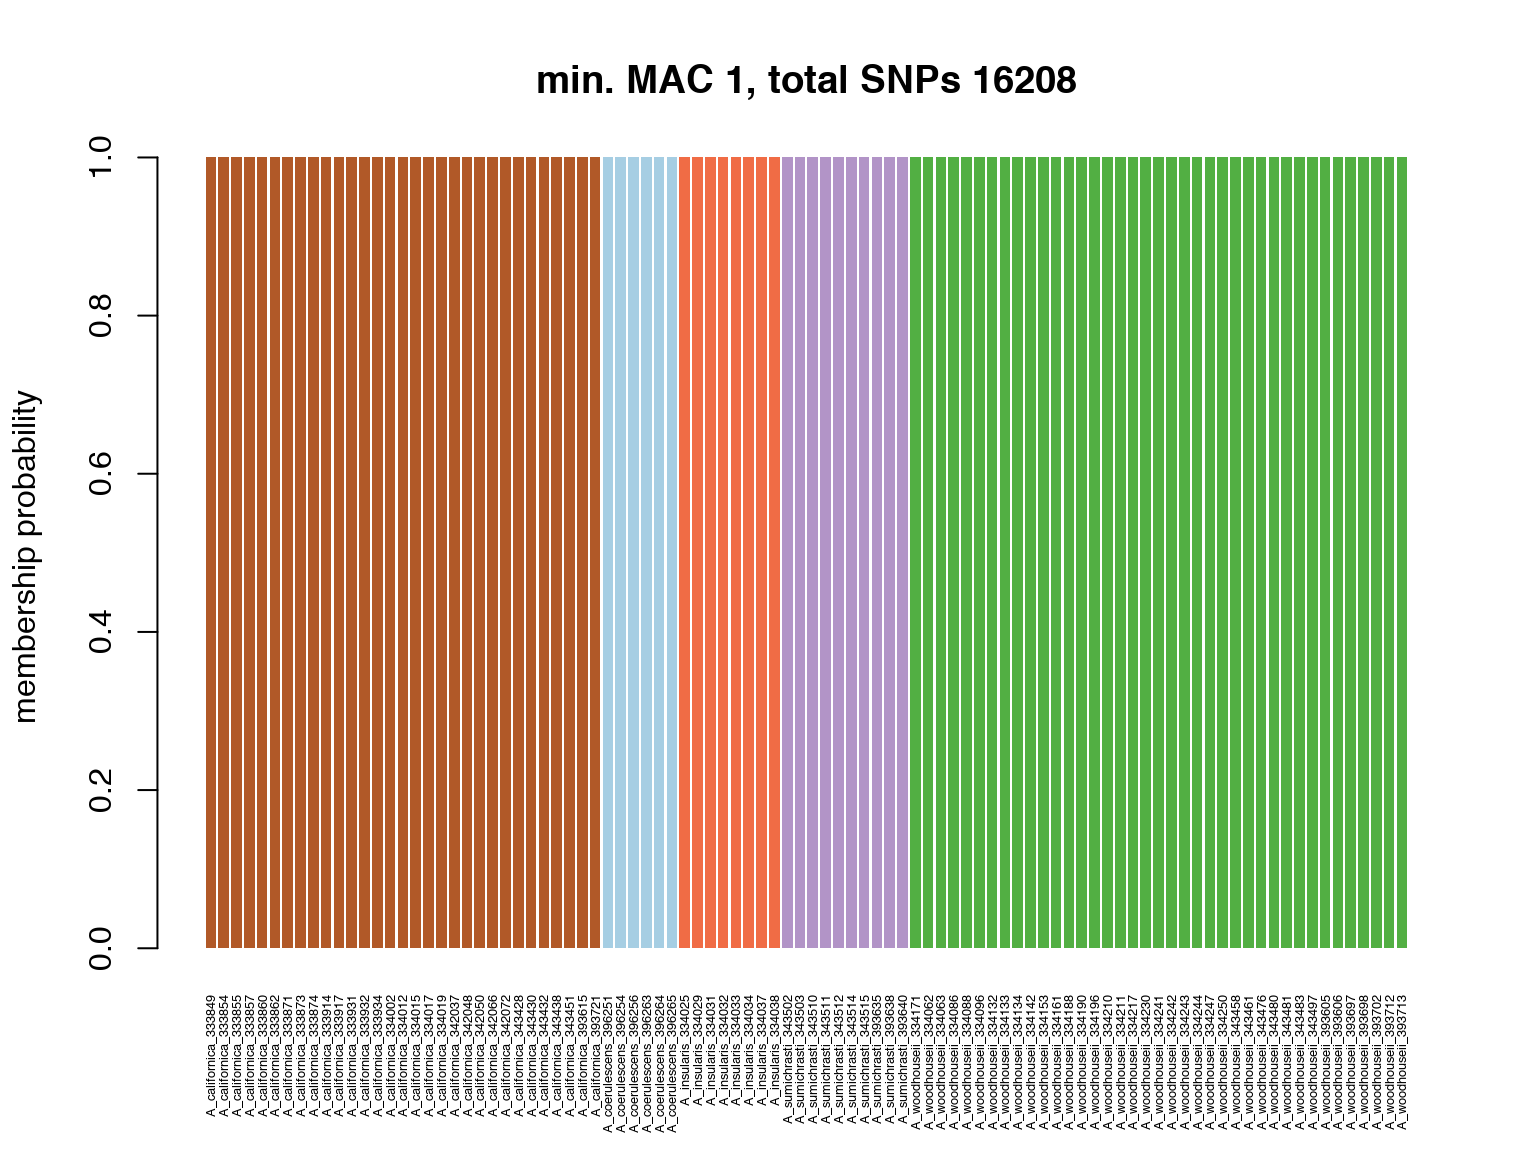 min. MAC 1, total SNPs 16208
membership probability
1.0
0.8
0.6
0.4
0.2
0.0
A_californica_333849
A_californica_333854
A_californica_333855
A_californica_333857
A_californica_333860
A_californica_333862
A_californica_333871
A_californica_333873
A_californica_333874
A_californica_333914
A_californica_333917
A_californica_333931
A_californica_333932
A_californica_333934
A_californica_334002
A_californica_334012
A_californica_334015
A_californica_334017
A_californica_334019
A_californica_342037
A_californica_342048
A_californica_342050
A_californica_342066
A_californica_342072
A_californica_343428
A_californica_343430
A_californica_343432
A_californica_343438
A_californica_343451
A_californica_393615
A_californica_393721
A_coerulescens_396251
A_coerulescens_396254
A_coerulescens_396256
A_coerulescens_396263
A_coerulescens_396264
A_coerulescens_396265
A_insularis_334025
A_insularis_334029
A_insularis_334031
A_insularis_334032
A_insularis_334033
A_insularis_334034
A_insularis_334037
A_insularis_334038
A_sumichrasti_343502
A_sumichrasti_343503
A_sumichrasti_343510
A_sumichrasti_343511
A_sumichrasti_343512
A_sumichrasti_343514
A_sumichrasti_343515
A_sumichrasti_393635
A_sumichrasti_393638
A_sumichrasti_393640
A_woodhouseii_334171
A_woodhouseii_334062
A_woodhouseii_334063
A_woodhouseii_334086
A_woodhouseii_334088
A_woodhouseii_334096
A_woodhouseii_334132
A_woodhouseii_334133
A_woodhouseii_334134
A_woodhouseii_334142
A_woodhouseii_334153
A_woodhouseii_334161
A_woodhouseii_334188
A_woodhouseii_334190
A_woodhouseii_334196
A_woodhouseii_334210
A_woodhouseii_334211
A_woodhouseii_334217
A_woodhouseii_334230
A_woodhouseii_334241
A_woodhouseii_334242
A_woodhouseii_334243
A_woodhouseii_334244
A_woodhouseii_334247
A_woodhouseii_334250
A_woodhouseii_343458
A_woodhouseii_343461
A_woodhouseii_343476
A_woodhouseii_343480
A_woodhouseii_343481
A_woodhouseii_343483
A_woodhouseii_343497
A_woodhouseii_393605
A_woodhouseii_393606
A_woodhouseii_393697
A_woodhouseii_393698
A_woodhouseii_393702
A_woodhouseii_393712
A_woodhouseii_393713